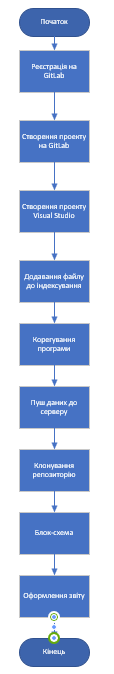 Початок
Реєстрація на
GitLab
Створення проекту
на GitLab
Створення проекту
Visual Studio
Додавання файлу
до індексування
Корегування
програми
Пуш даних до
серверу
Клонування
репозиторію
Блок-схема
Оформлення звіту
Кінець